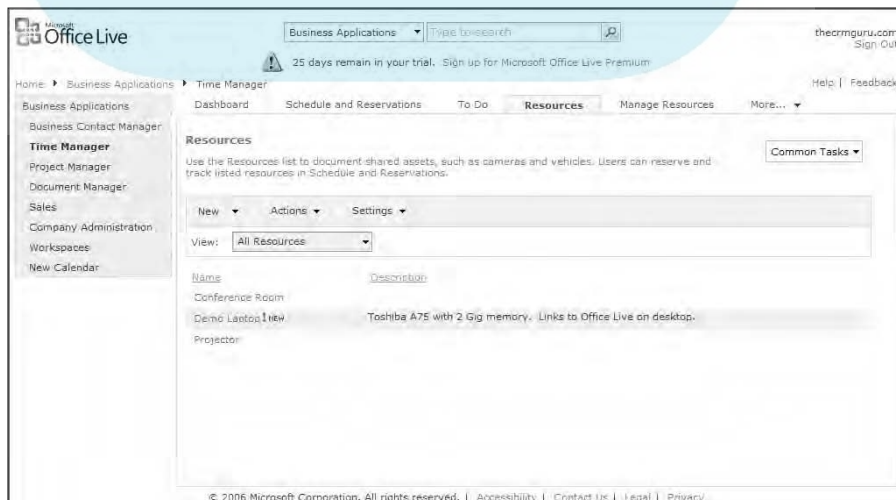 Microsoft
Office Live
Business Applications
Type to search
thecrmguru.com
Sign Out
25 days remain in your trial. Sign up for Microsoft Office Live Premium
Home Business Applications Time Manager
Help | Feedback
Business Applications
Business Contact Manager
Time Manager
Project Manager
Document Manager
Sales
Company Administration
Workspaces
New Calendar
Dashboard Schedule and Reservations To Do Resources Manage Resources More...
Resources
Common Tasks
Use the Resources list to document shared assets, such as cameras and vehicles. Users can reserve and
track listed resources in Schedule and Reservations.
New Actions Settings
View: All Resources
Name Description
Conference Room
Demo Laptop ! NEW Toshiba A75 with 2 Gig memory. Links to Office Live on desktop.
Projector
© 2006 Microsoft Corporation. All rights reserved. | Accessibility | Contact Us | Legal | Privacy